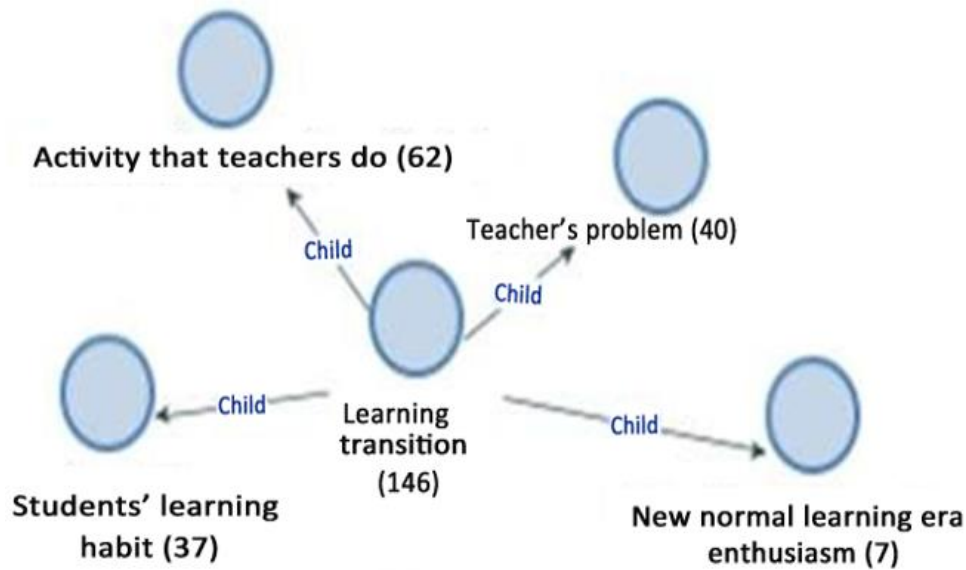 Activity that teachers do (62)
Teacher's problem (40)
Child
Child
Child
Learning
transition
(146)
Child
Students' learning
habit (37)
New normal learning era
enthusiasm (7)